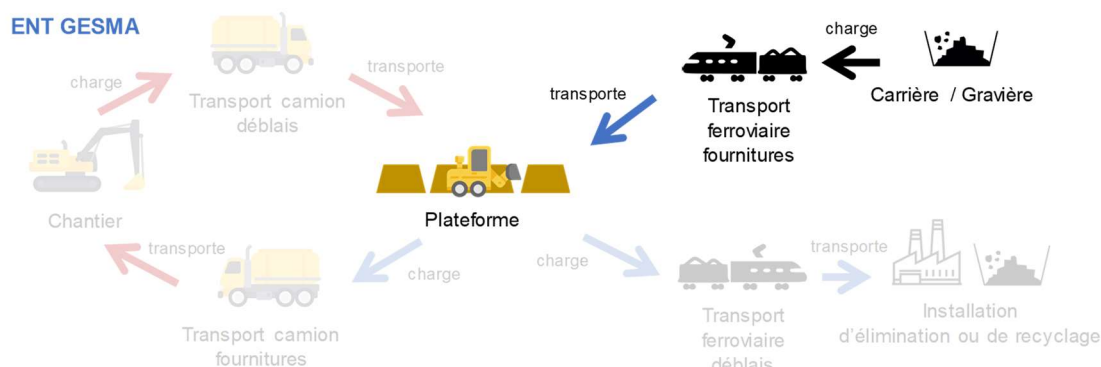 ENT GESMA
charge
transporte
Transport camion
déblais
Chantier
transporte
Transport camion
fournitures
charge
Plateforme
transporte
charge
Transport
ferroviaire
fournitures
Carrière / Gravière
charge
transporte
Transport
ferroviaire
déblais
Installation
d'élimination ou de recyclage